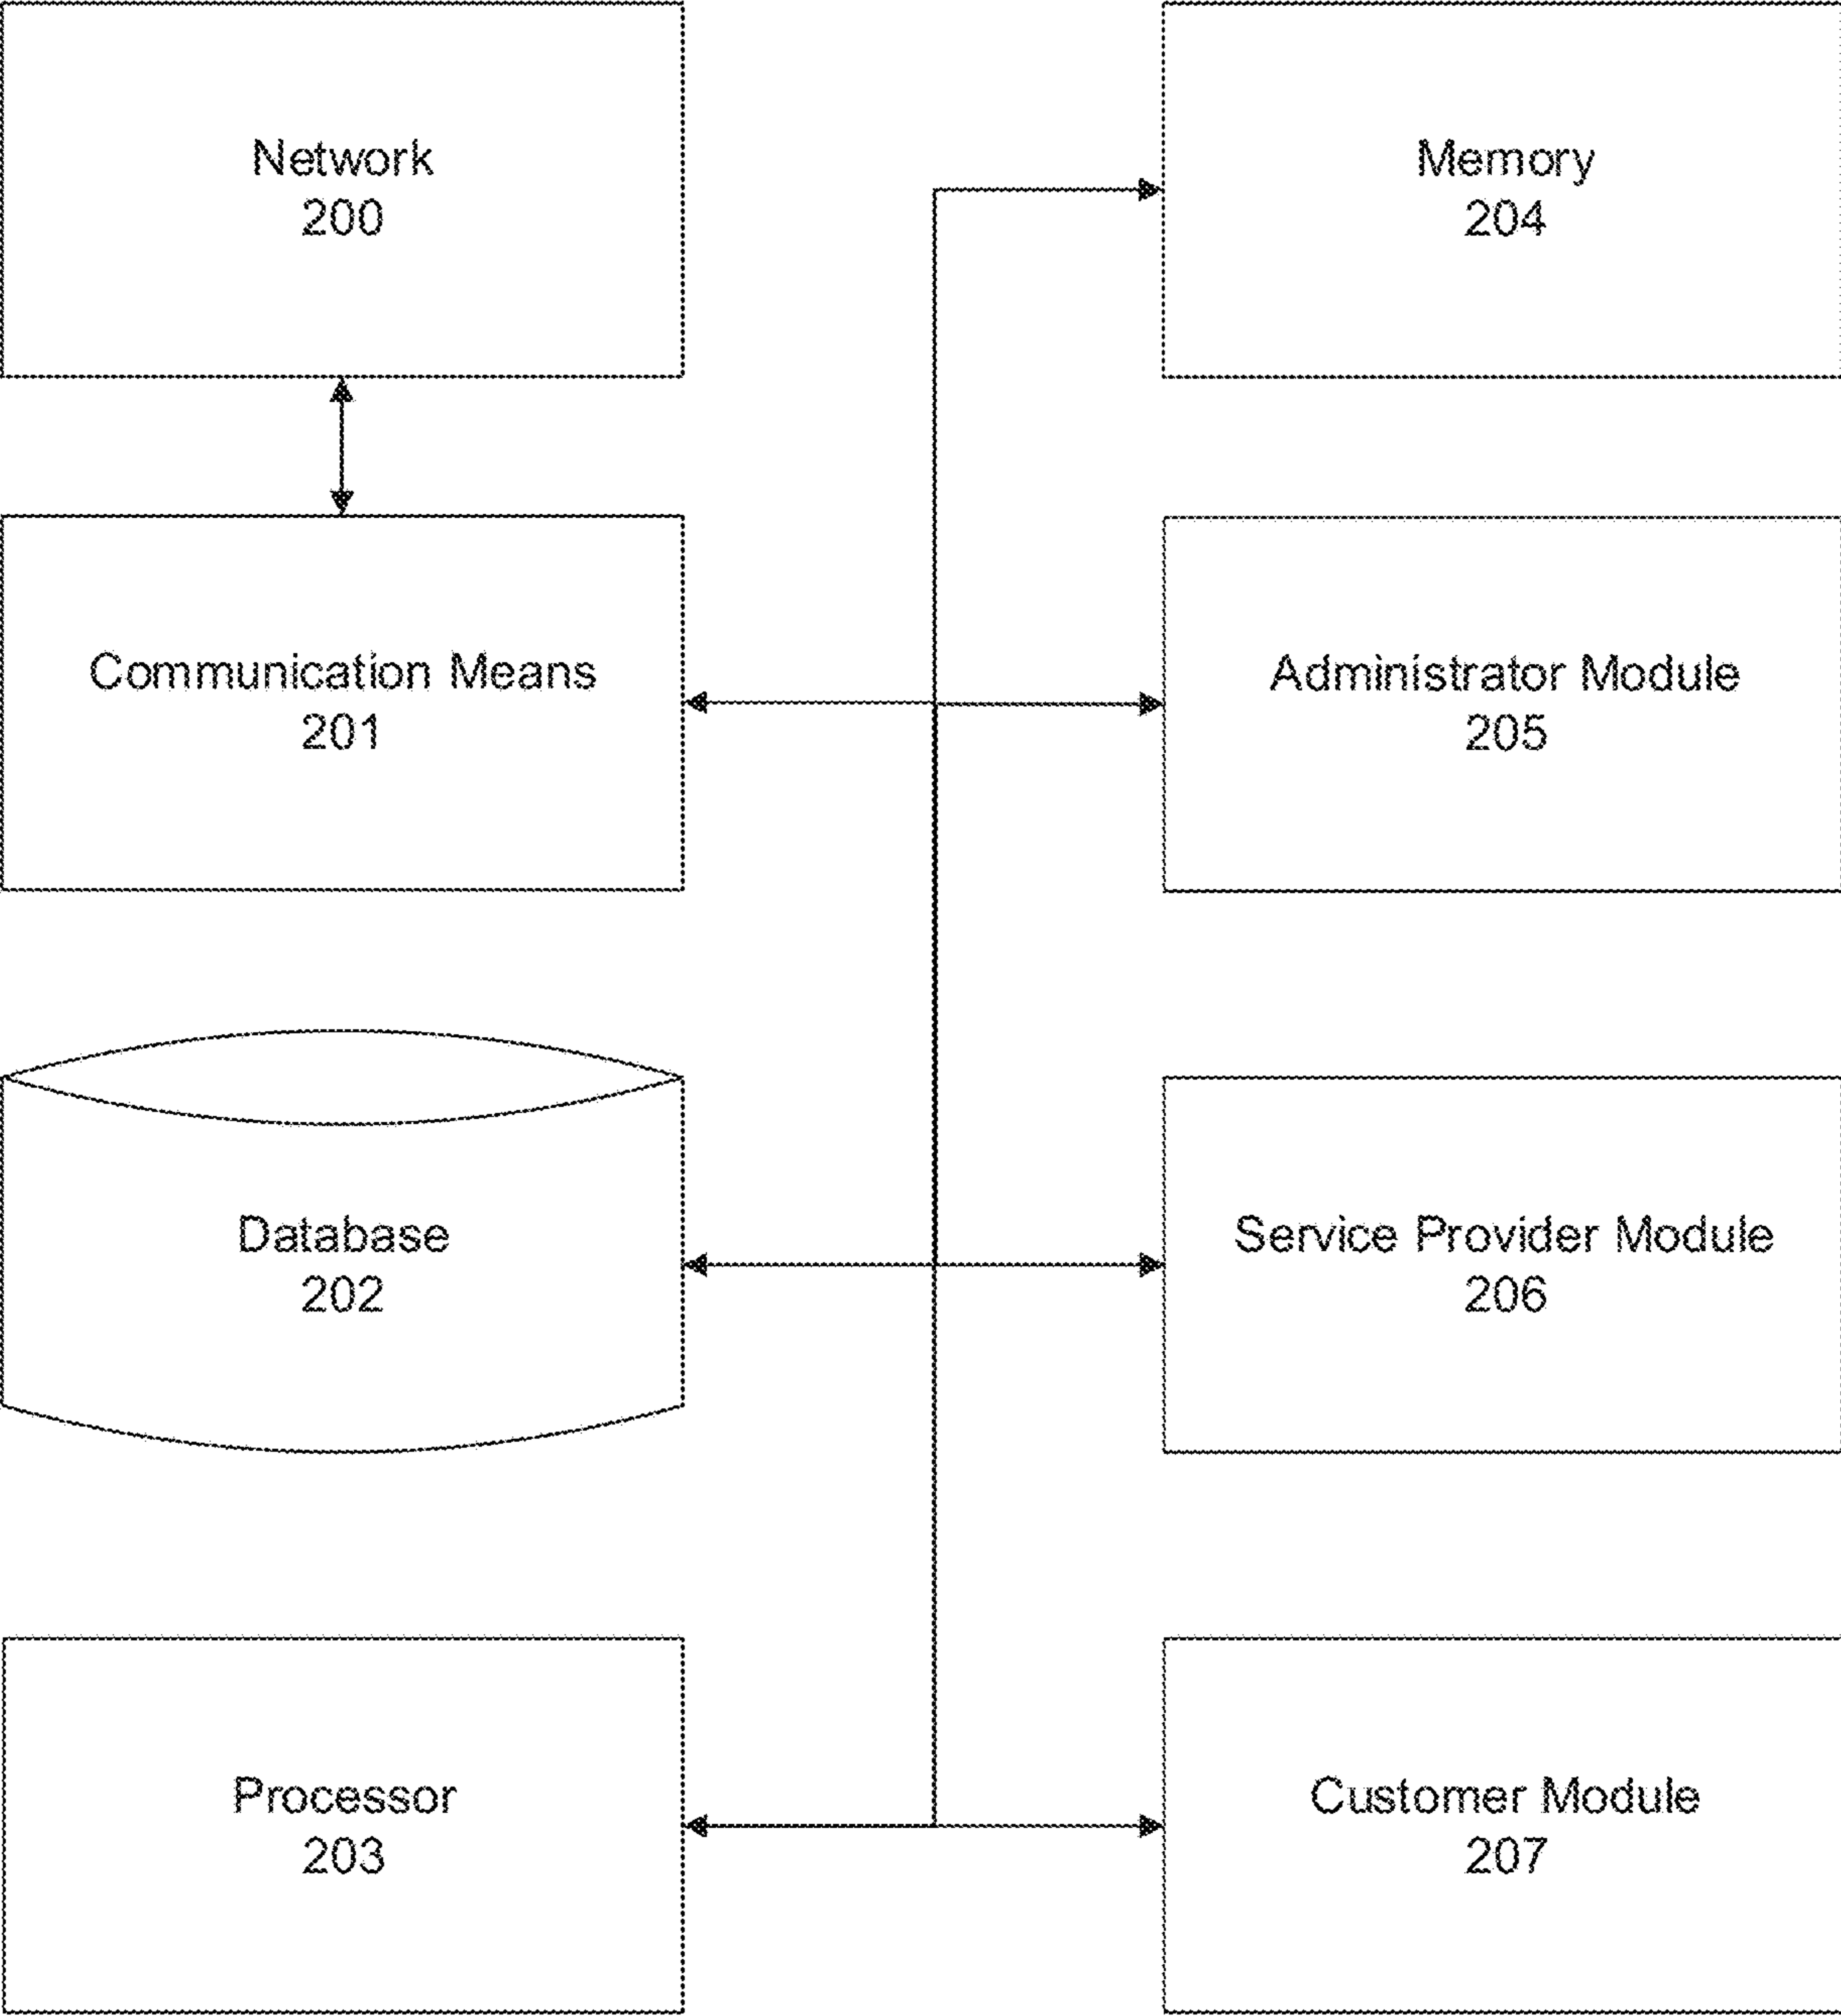 Network
200
Memory
204
Communication Means
201
Administrator Module
205
Database
202
Service Provider Module
206
Processor
203
Customer Module
207